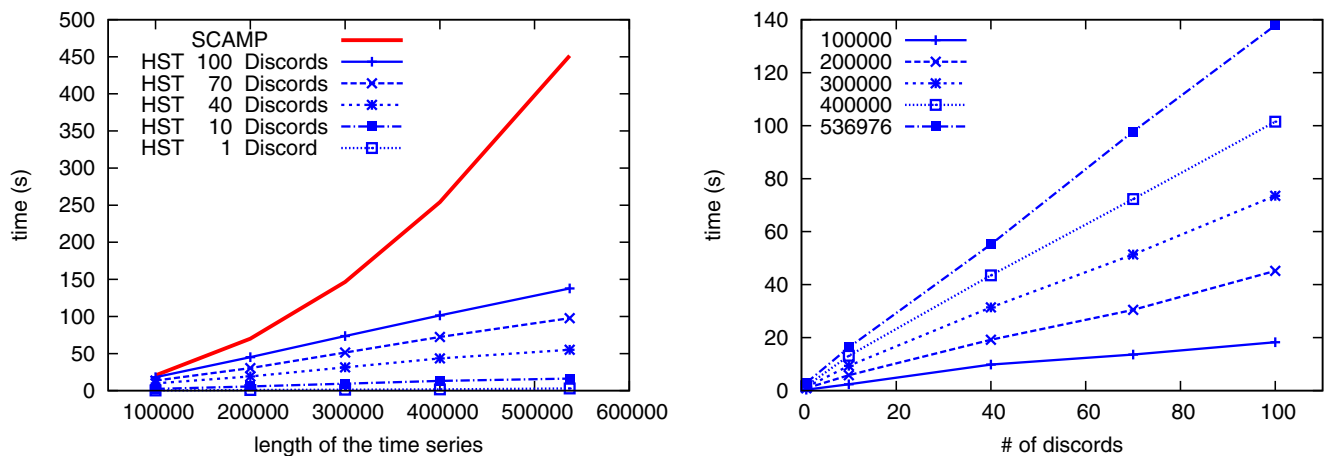 500
450
400
350
300
250
200
150
100
50
0
time (s)
SCAMP
HST 100 Discords
HST 70 Discords
HST 40 Discords
HST 10 Discords
HST 1 Discord
100000 200000 300000 400000 500000 600000
length of the time series
140
120
100
80
60
40
20
0
time (s)
100000
200000
300000
400000
536976
0 20 40 60 80 100
# of discords